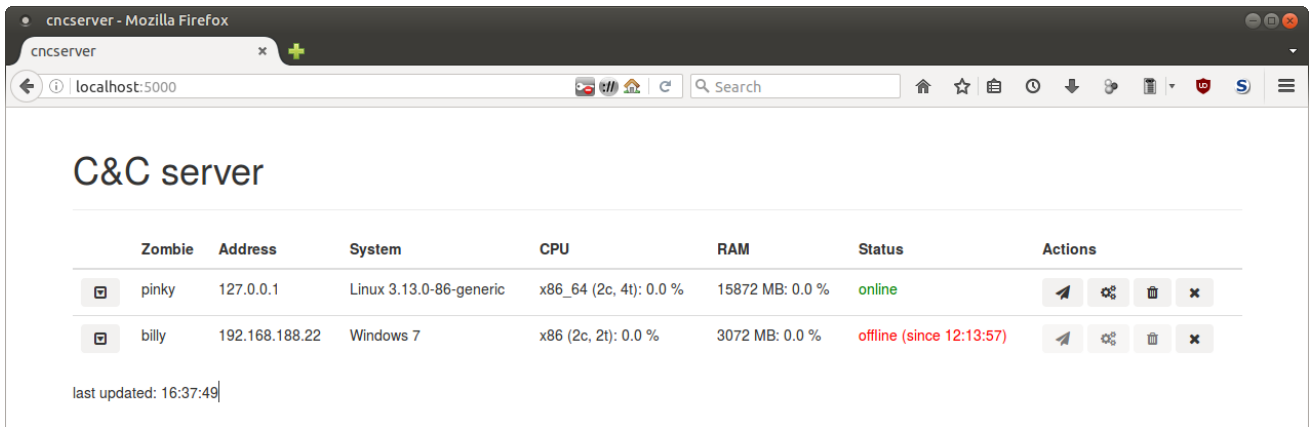 cncserver - Mozilla Firefox
cncserver
localhost:5000 Search
C&C server
Zombie Address System CPU RAM Status Actions
pinky 127.0.0.1 Linux 3.13.0-86-generic x86_64 (2c, 4t): 0.0 % 15872 MB: 0.0 % online
billy 192.168.188.22 Windows 7 x86 (2c, 2t): 0.0 % 3072 MB: 0.0 % offline (since 12:13:57)
last updated: 16:37:49